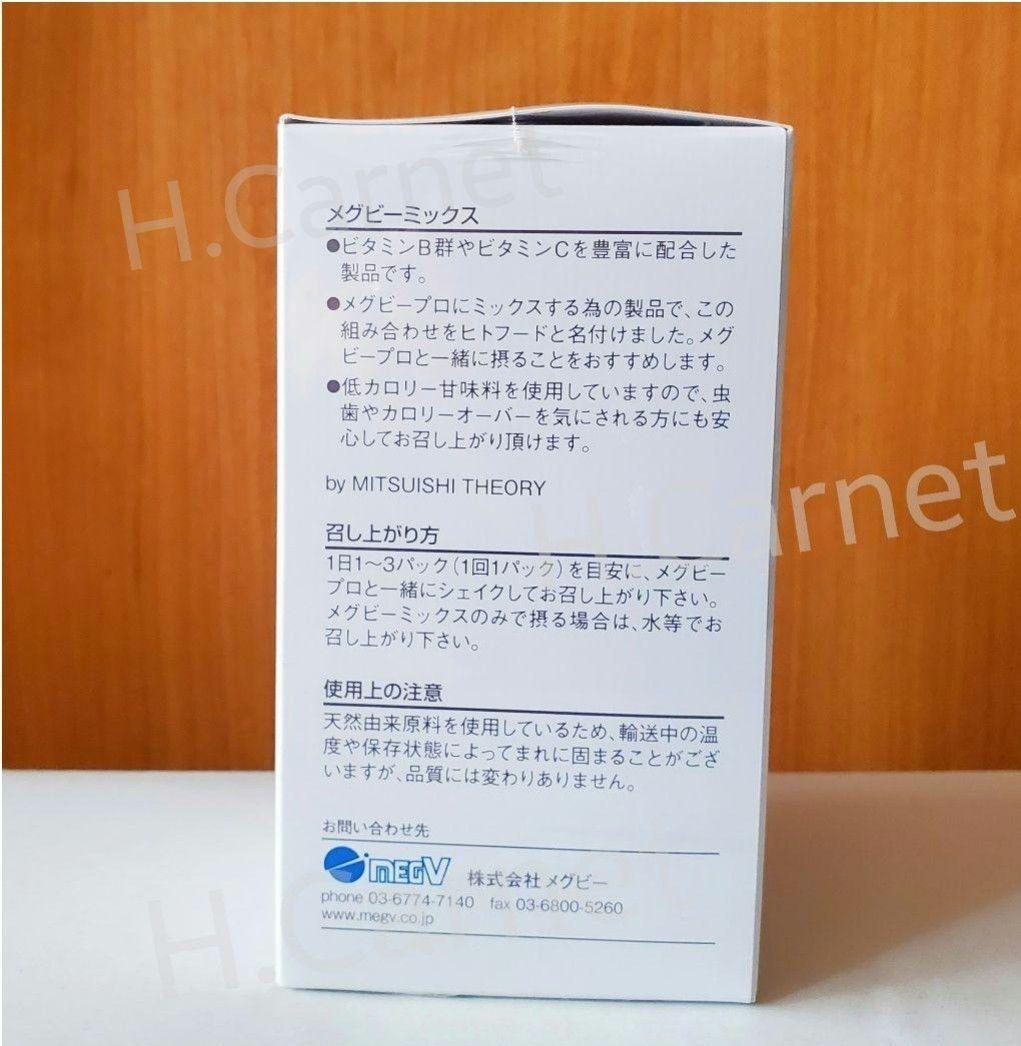 H.Carnet
メグビーミックス
●ビタミンB群やビタミンCを豊富に配合した
製品です。
●メグビープロにミックスする為の製品で、この
組み合わせをヒトフードと名付けました。メグ
ビープロと一緒に摂ることをおすすめします。
●低カロリー甘味料を使用していますので、虫
歯やカロリーオーバーを気にされる方にも安
心してお召し上がり頂けます。
by MITSUISHI THEORY
H.Carnet
召し上がり方
1日1〜3パック(1回1パック)を目安に、メグビー
プロと一緒にシェイクしてお召し上がり下さい。
メグビーミックスのみで摂る場合は、水等でお
召し上がり下さい。
使用上の注意
天然由来原料を使用しているため、輸送中の温
度や保存状態によってまれに固まることがござ
いますが、品質には変わりありません。
お問い合わせ先
MEGV 株式会社 メグビー
phone 03-6774-7140 fax 03-6800-5260
www.megv.co.jp
H.Carnet